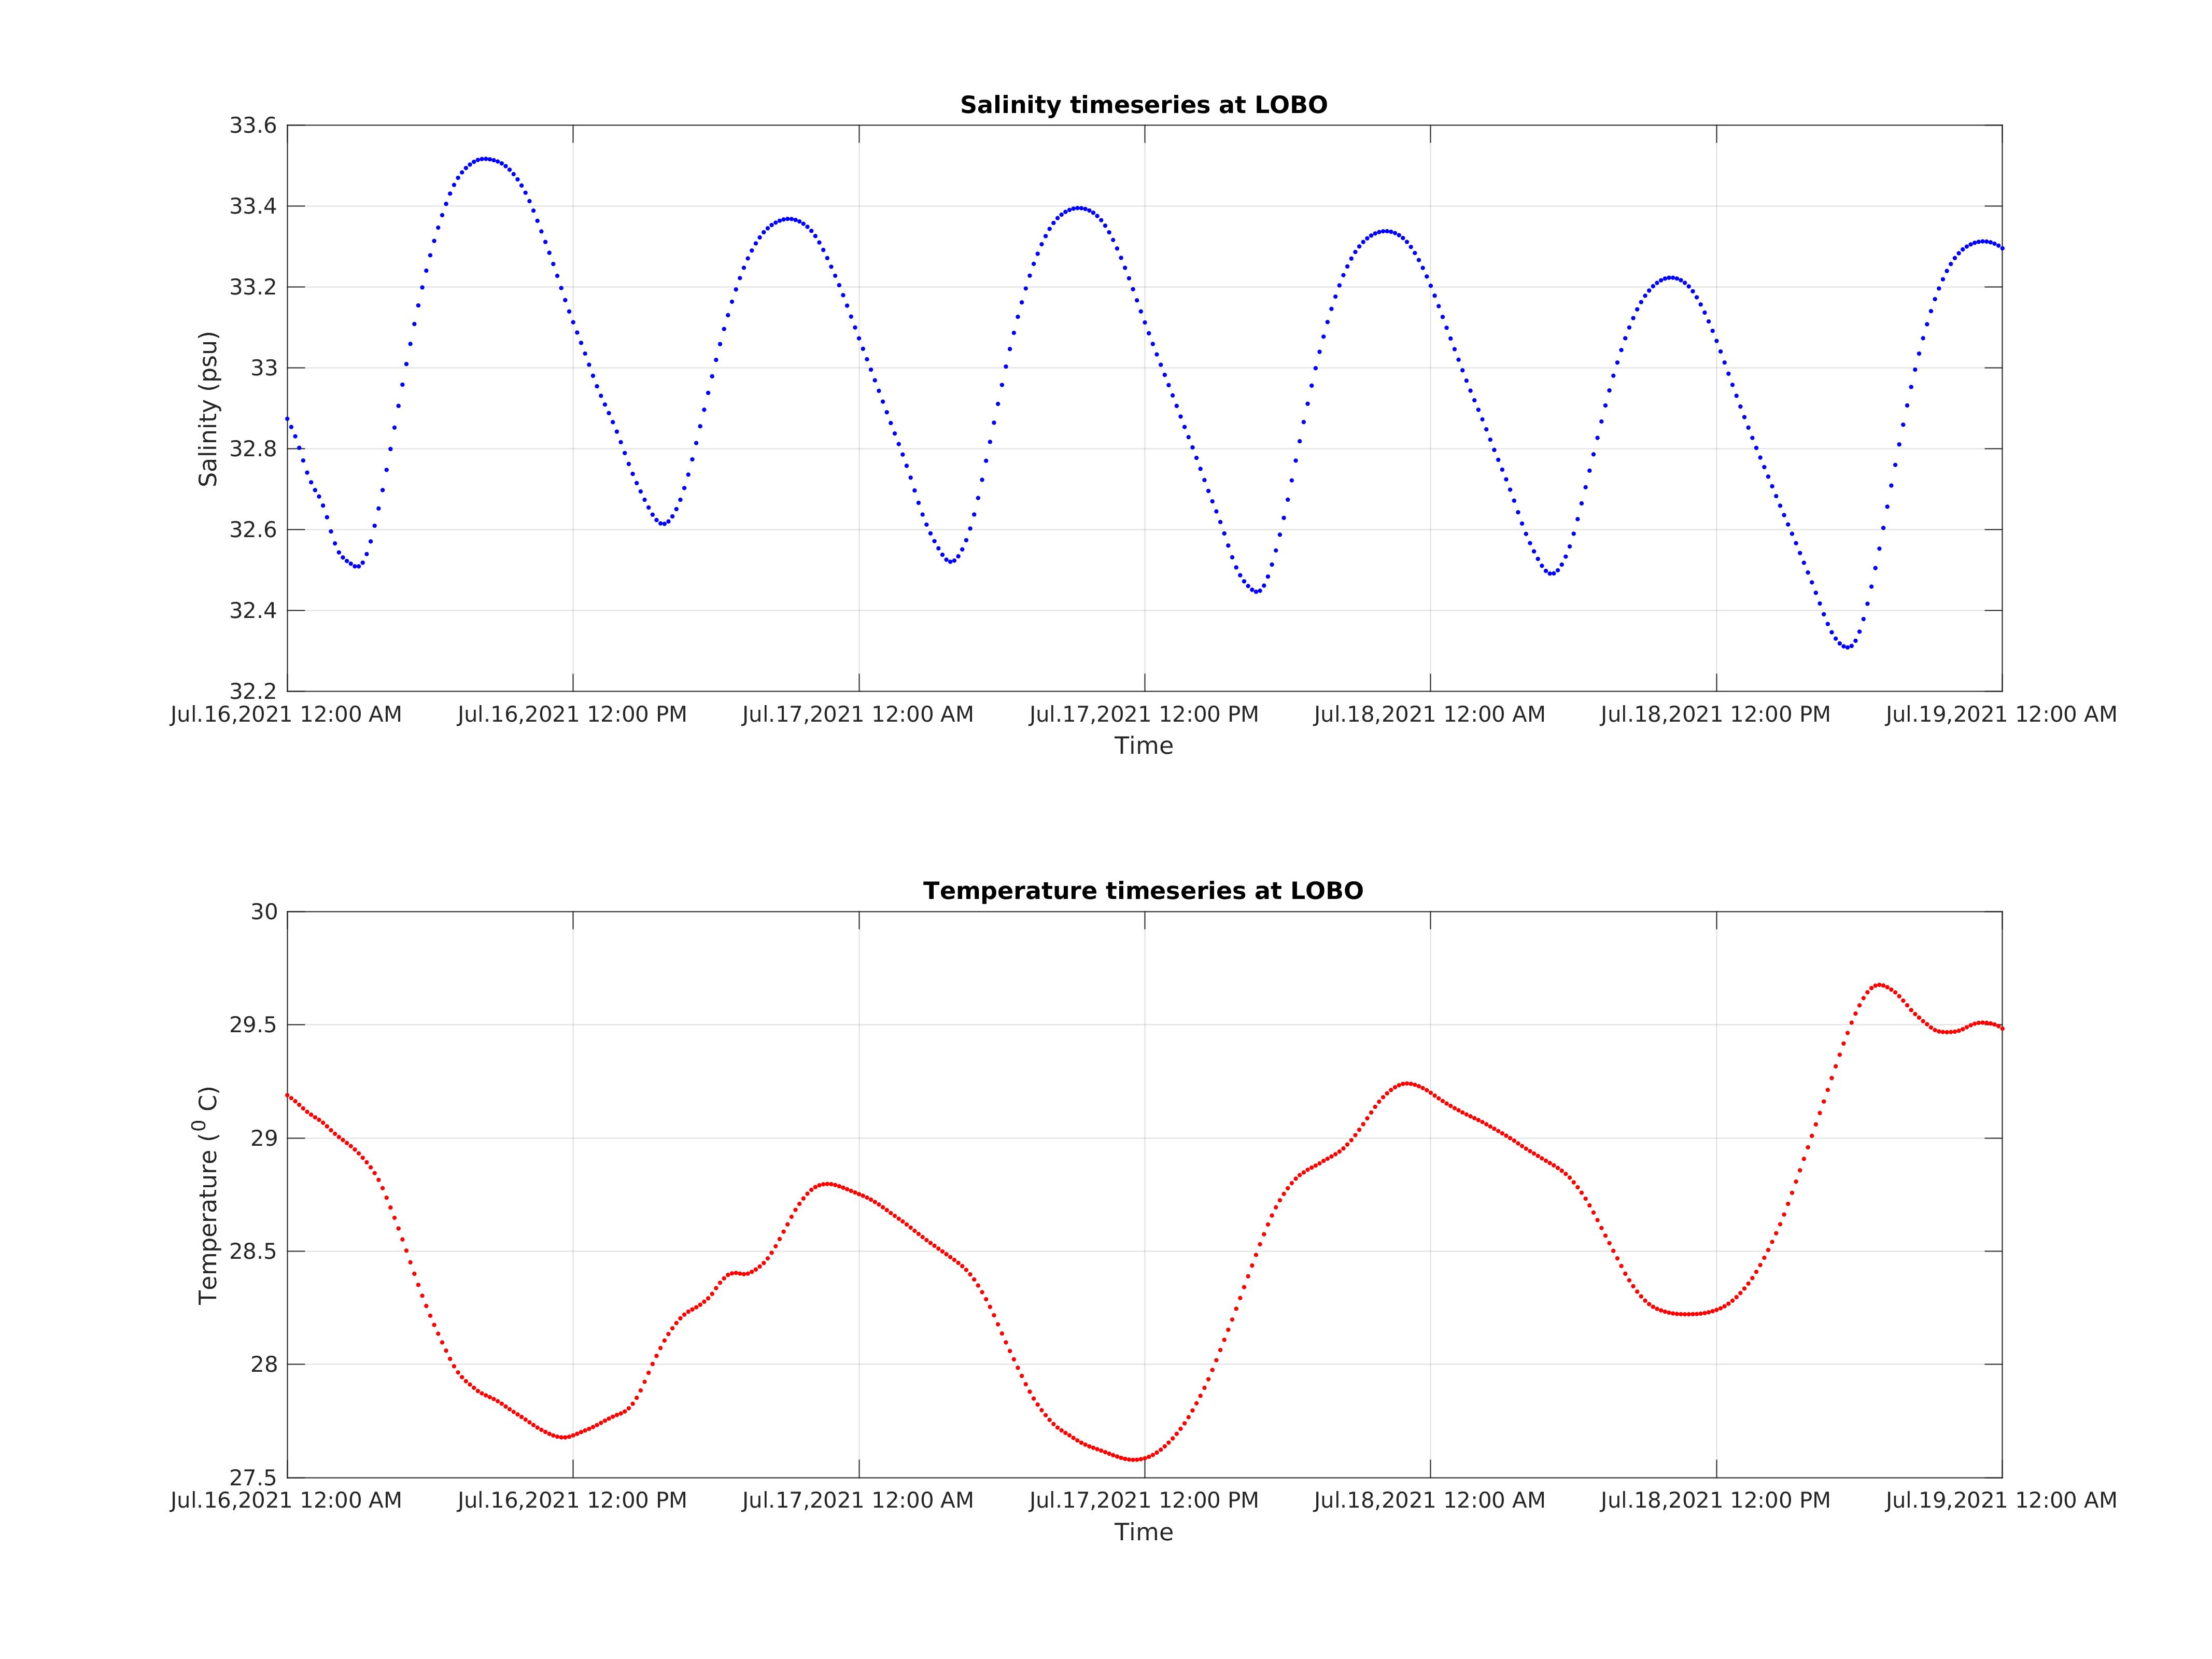 Salinity timeseries at LOBO
33.6
33.4
33.2
33
32.8
32.6
32.4
32.2
Salinity (psu)
Jul.16,2021 12:00 AM Jul.16,2021 12:00 PM Jul.17,2021 12:00 AM Jul.17,2021 12:00 PM Jul.18,2021 12:00 AM Jul.18,2021 12:00 PM Jul.19,2021 12:00 AM
Time
Temperature timeseries at LOBO
30
29.5
29
28.5
28
27.5
Temperature (⁰ C)
Jul.16,2021 12:00 AM Jul.16,2021 12:00 PM Jul.17,2021 12:00 AM Jul.17,2021 12:00 PM Jul.18,2021 12:00 AM Jul.18,2021 12:00 PM Jul.19,2021 12:00 AM
Time